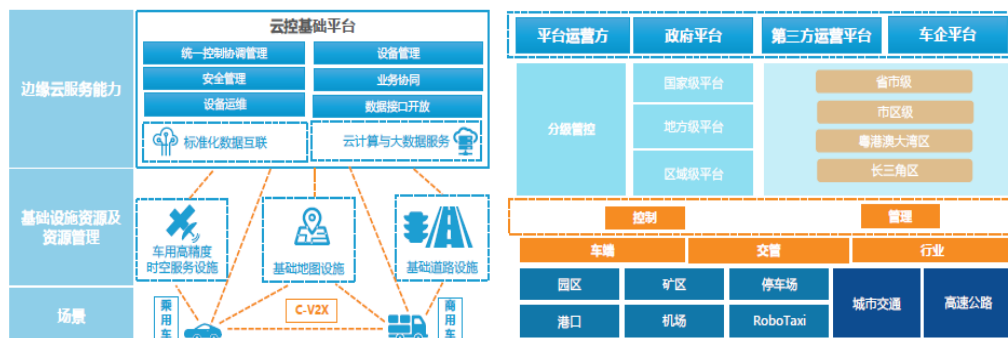 云控基础平台
边缘云服务能力
统一控制协调管理
设备管理
安全管理
业务协同
设备运维
数据接口开放
标准化数据互联
云计算与大数据服务
基础设施资源及
资源管理
车用高精度
时空服务设施
基础地图设施
基础道路设施
场景
乘用车
C-V2X
商用车
平台运营方
政府平台
第三方运营平台
车企平台
分级管控
国家级平台
地方级平台
区域级平台
省市级
市区级
粤港澳大湾区
长三角区
控制
管理
车端
交管
行业
园区
矿区
停车场
港口
机场
RoboTaxi
城市交通
高速公路